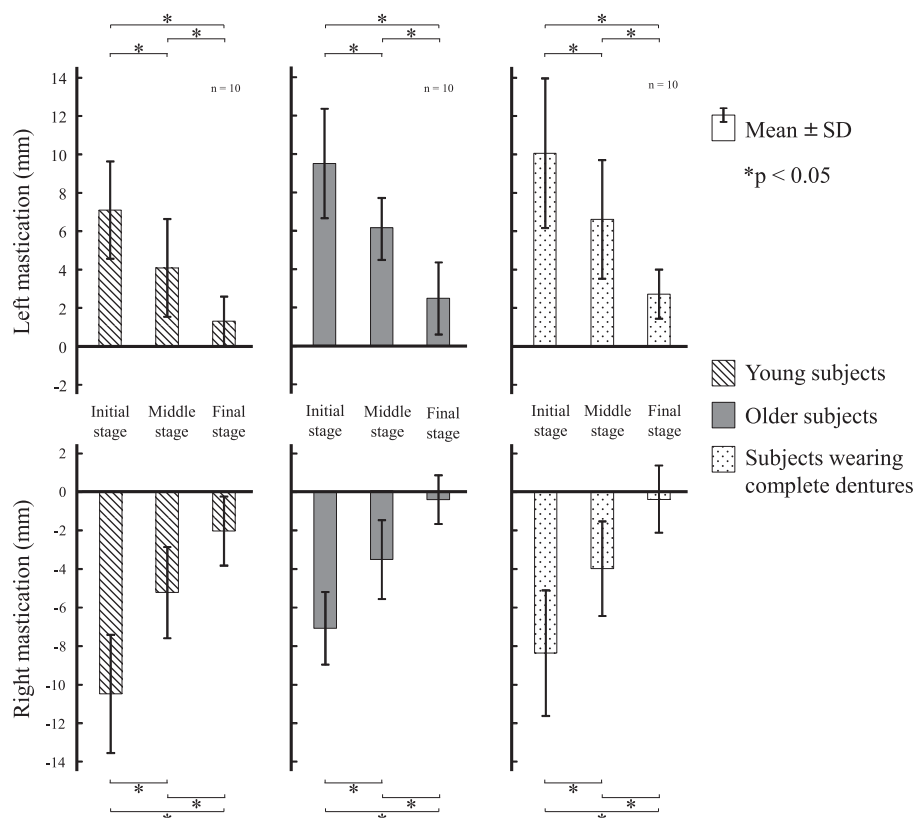 * * *
* * * * * *
14
12
10
8
6
4
2
0
-2
Left mastication (mm)
n = 10 n = 10 n = 10
Mean ± SD
*p < 0.05
Young subjects
Older subjects
Subjects wearing
complete dentures
Initial Middle Final Initial Middle Final Initial Middle Final
stage stage stage stage stage stage stage stage stage
2
0
-2
-4
-6
-8
-10
-12
-14
Right mastication (mm)
* * * * * *
* * *